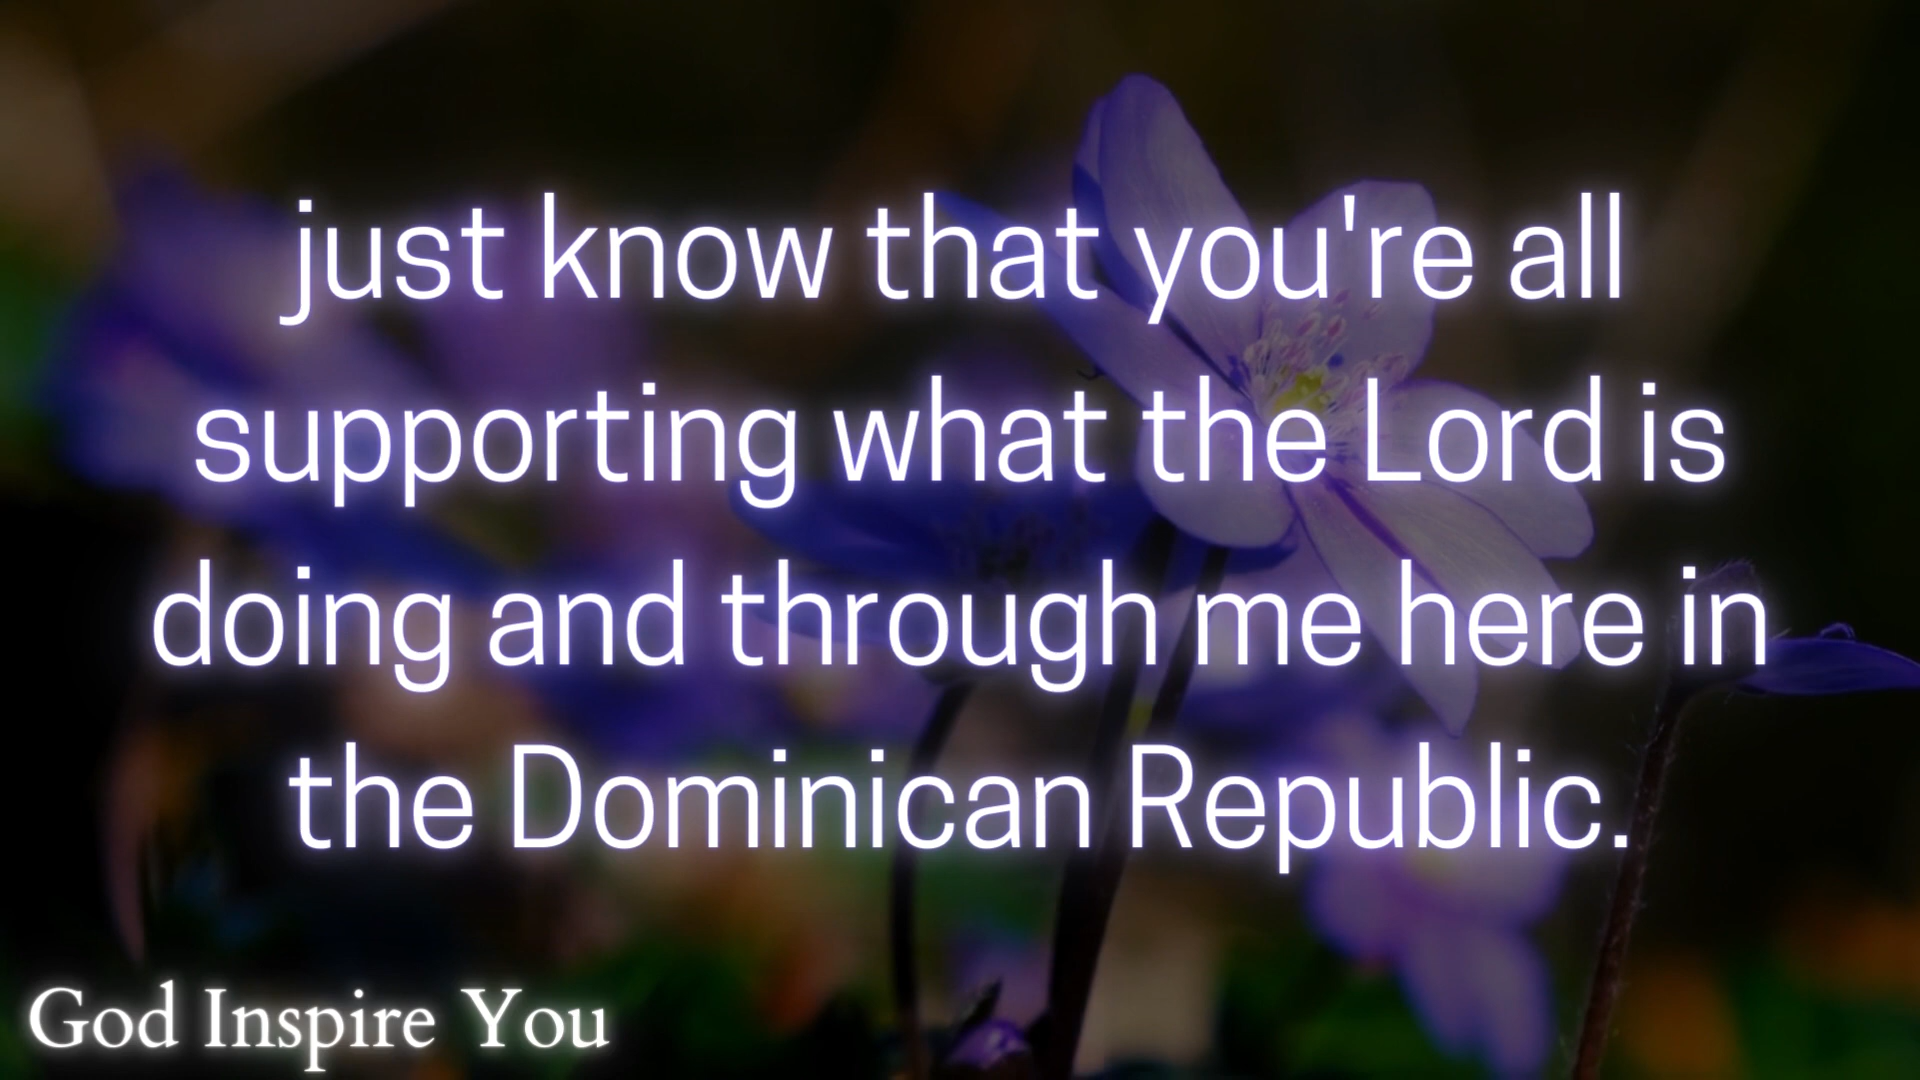 just know that you're all
supporting what the Lord is
doing and through me here in
the Dominican Republic.
God Inspire You